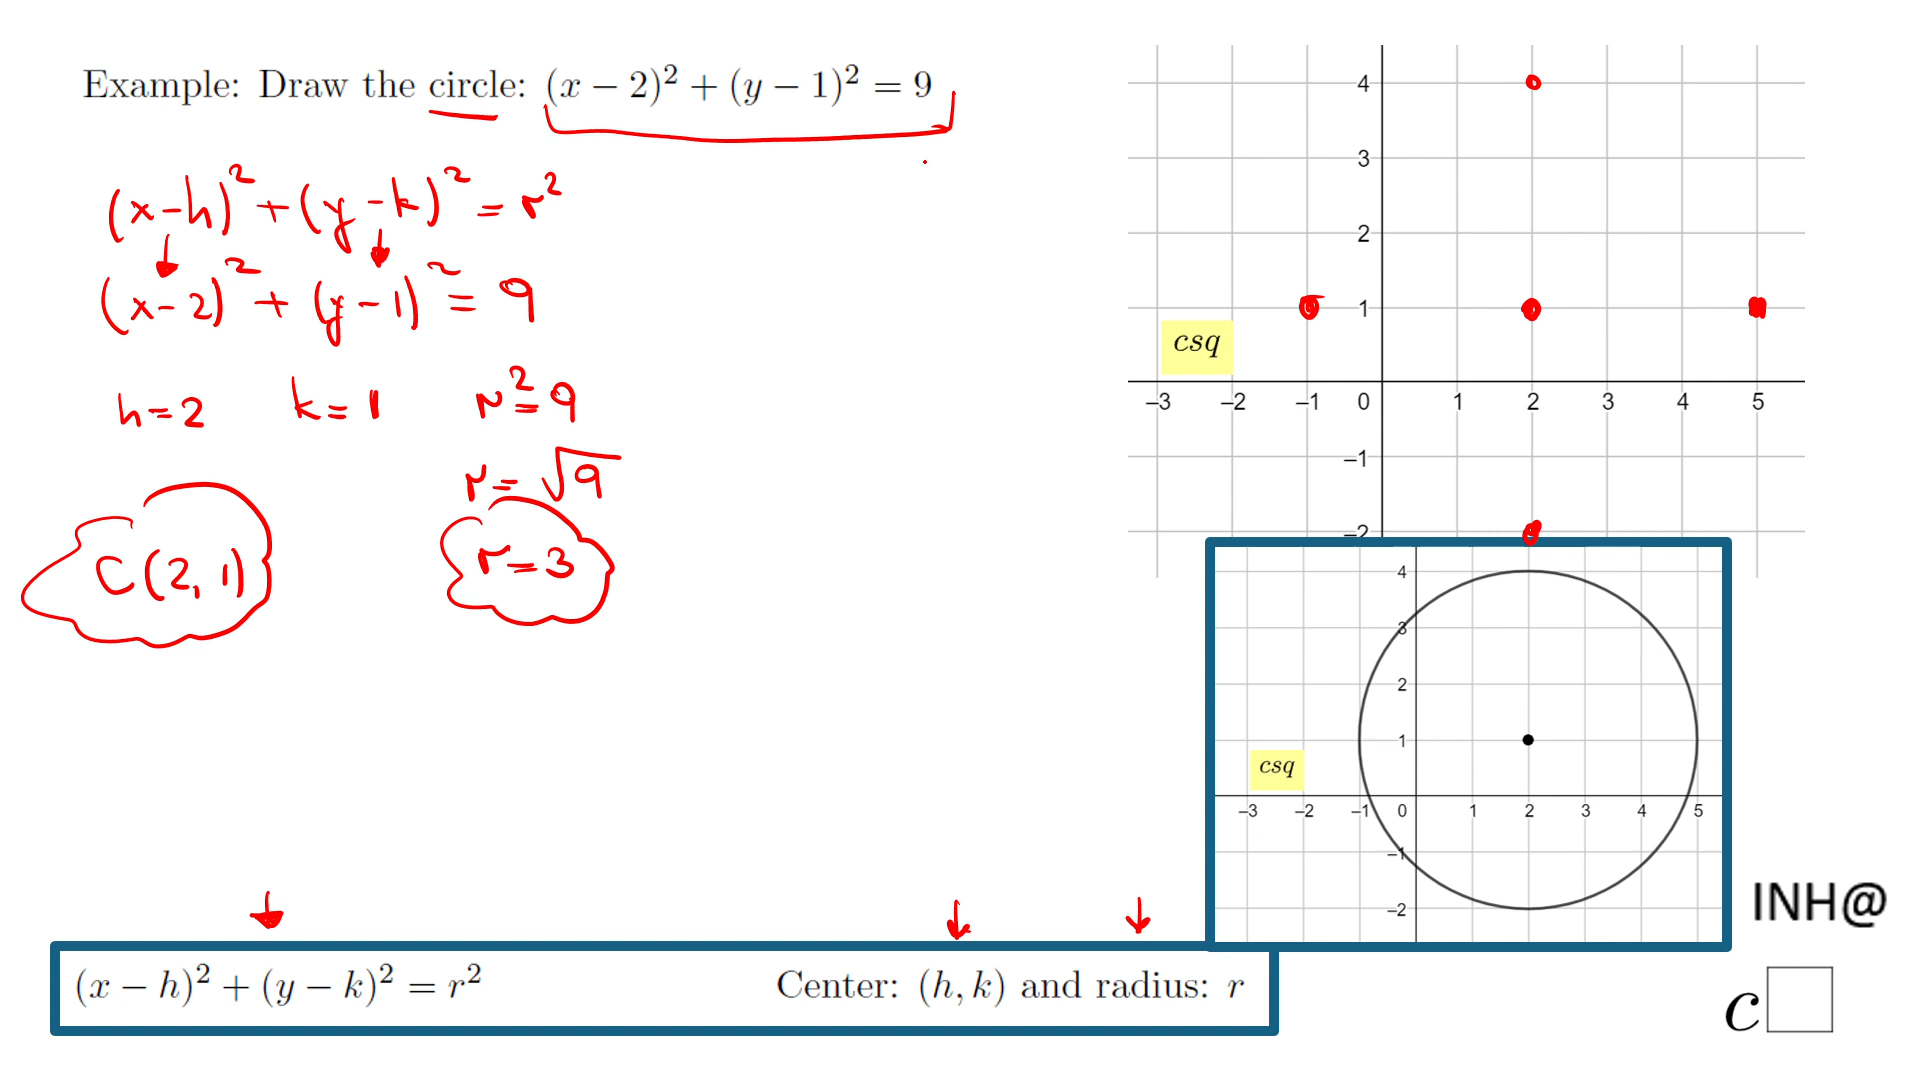 Example: Draw the circle: (x − 2)² + (y − 1)² = 9
(x−h)² + (y−k)² = r²
(x−2)² + (y−1)² = 9
h=2 k=1 r²=9
r=√9
C(2,1) r=3
4
3
2
1
csq
−3 −2 −1 0 1 2 3 4 5
−1
−2
4
3
2
1
csq
−3 −2 −1 0 1 2 3 4 5
−1
−2
INH@
(x − h)² + (y − k)² = r² Center: (h, k) and radius: r
c